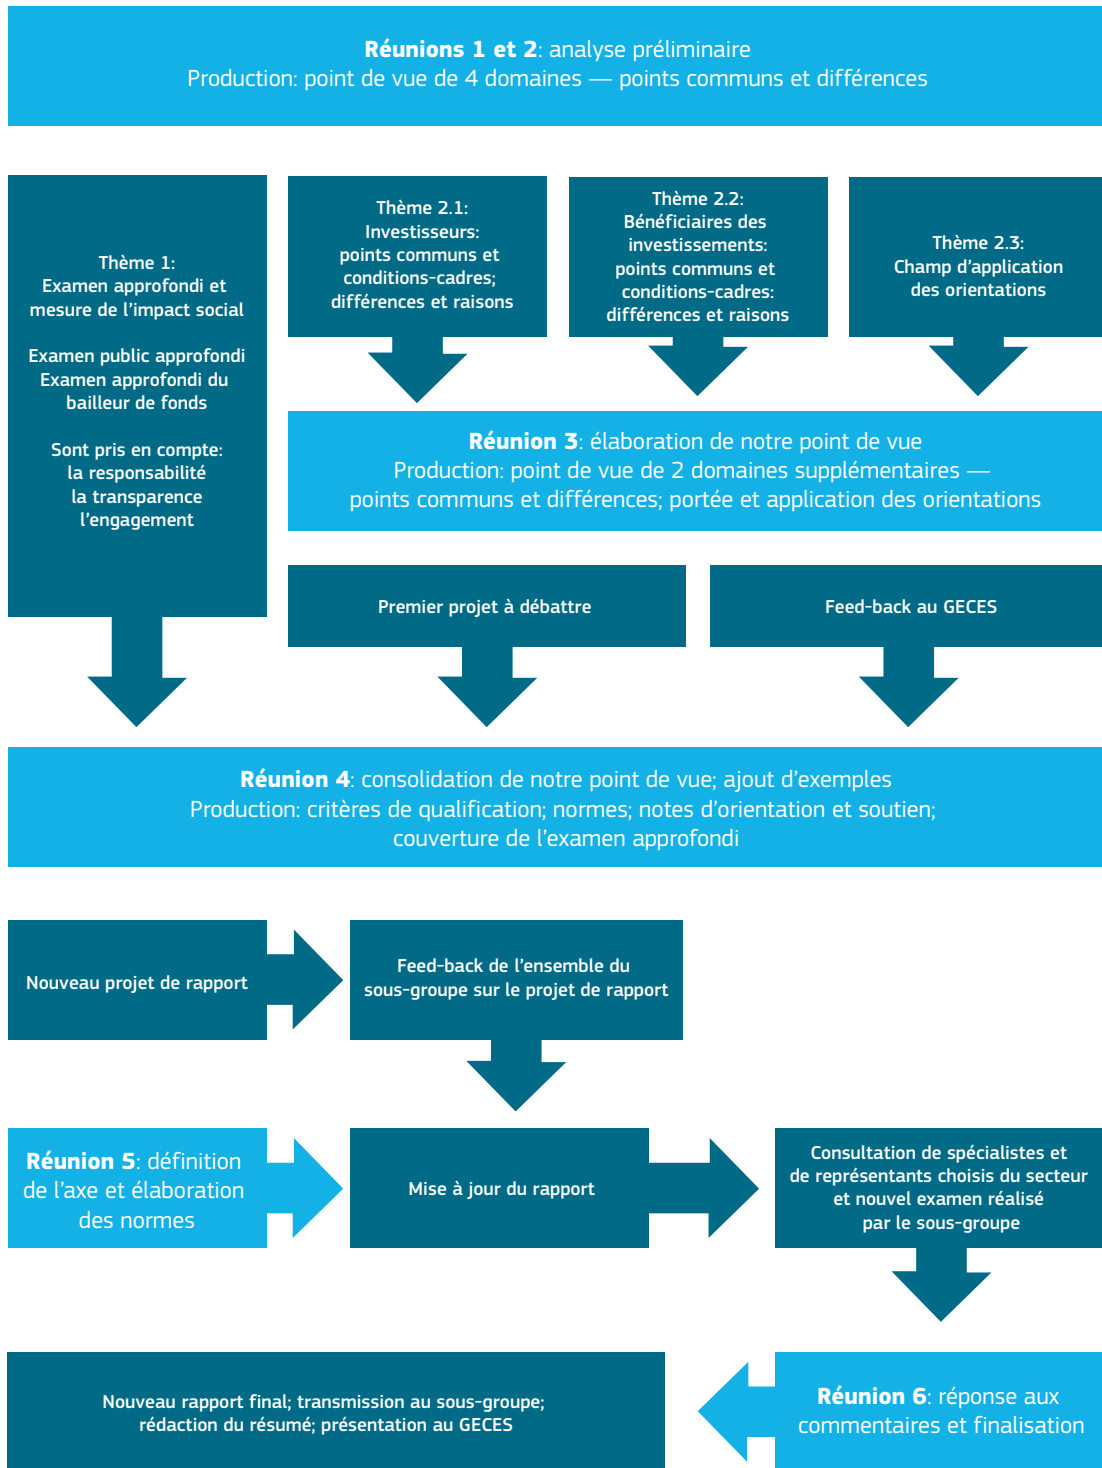 Réunions 1 et 2: analyse préliminaire
Production: point de vue de 4 domaines — points communs et différences
Thème 1:
Examen approfondi et
mesure de l'impact social
Examen public approfondi
Examen approfondi du
bailleur de fonds
Sont pris en compte:
la responsabilité
la transparence
l'engagement
Thème 2.1:
Investisseurs:
points communs et
conditions-cadres;
différences et raisons
Thème 2.2:
Bénéficiaires des
investissements:
points communs et
conditions-cadres:
différences et raisons
Thème 2.3:
Champ d'application
des orientations
Réunion 3: élaboration de notre point de vue
Production: point de vue de 2 domaines supplémentaires —
points communs et différences; portée et application des orientations
Premier projet à débattre
Feed-back au GECES
Réunion 4: consolidation de notre point de vue; ajout d'exemples
Production: critères de qualification; normes; notes d'orientation et soutien;
couverture de l'examen approfondi
Nouveau projet de rapport
Feed-back de l'ensemble du
sous-groupe sur le projet de rapport
Réunion 5: définition
de l'axe et élaboration
des normes
Mise à jour du rapport
Consultation de spécialistes et
de représentants choisis du secteur
et nouvel examen réalisé
par le sous-groupe
Nouveau rapport final; transmission au sous-groupe;
rédaction du résumé; présentation au GECES
Réunion 6: réponse aux
commentaires et finalisation